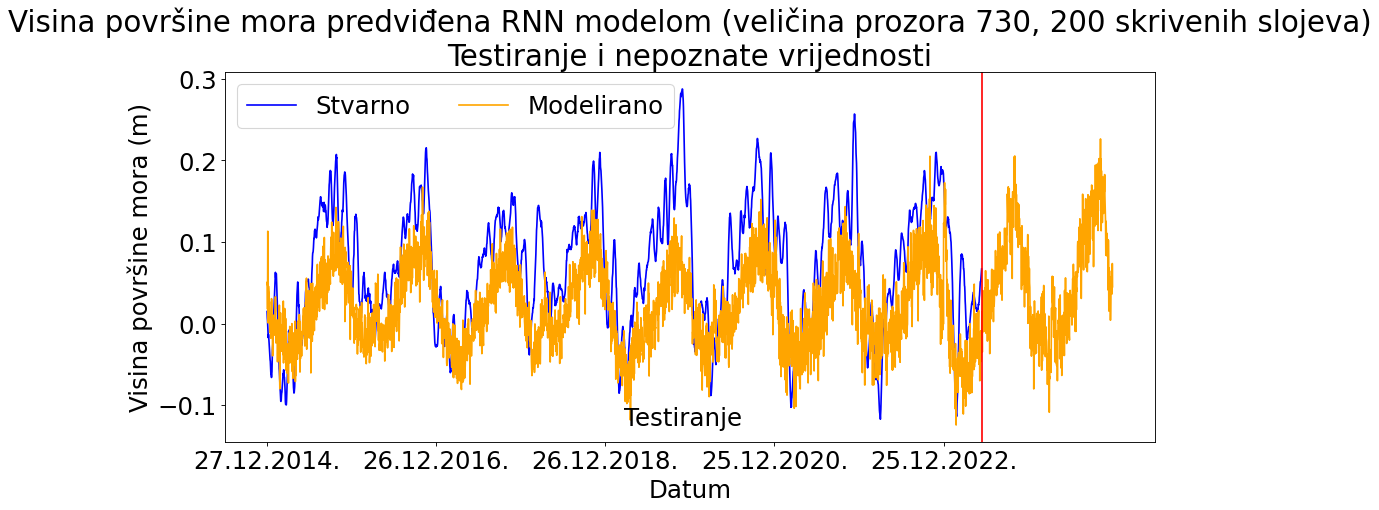 Visina površine mora predviđena RNN modelom (veličina prozora 730, 200 skrivenih slojeva)
Testiranje i nepoznate vrijednosti
Stvarno
Modelirano
Visina površine mora (m)
0.3
0.2
0.1
0.0
−0.1
Testiranje
27.12.2014.
26.12.2016.
26.12.2018.
25.12.2020.
25.12.2022.
Datum